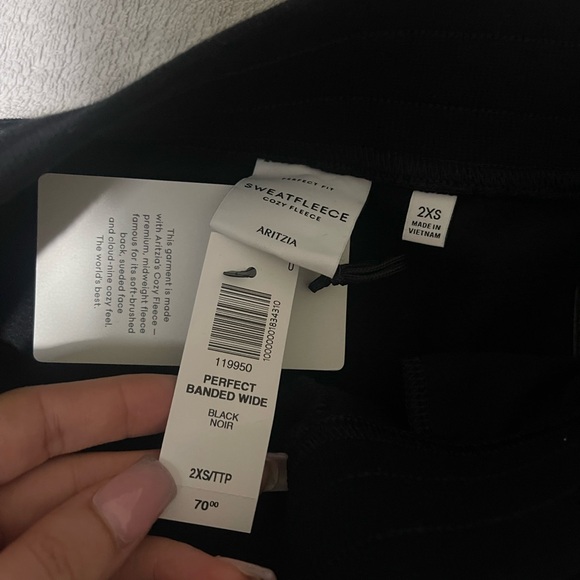 PERFECT FIT
SWEATFLEECE
COZY FLEECE
ARITZIA
2XS
MADE IN
VIETNAM
This garment is made
with Aritzia's Cozy Fleece —
premium, midweight fleece
famous for its soft-brushed
back, sueded face
and cloud-nine cozy feel.
The world's best.
U
10000001834310
119950
PERFECT
BANDED WIDE
BLACK
NOIR
2XS/TTP
70⁰⁰